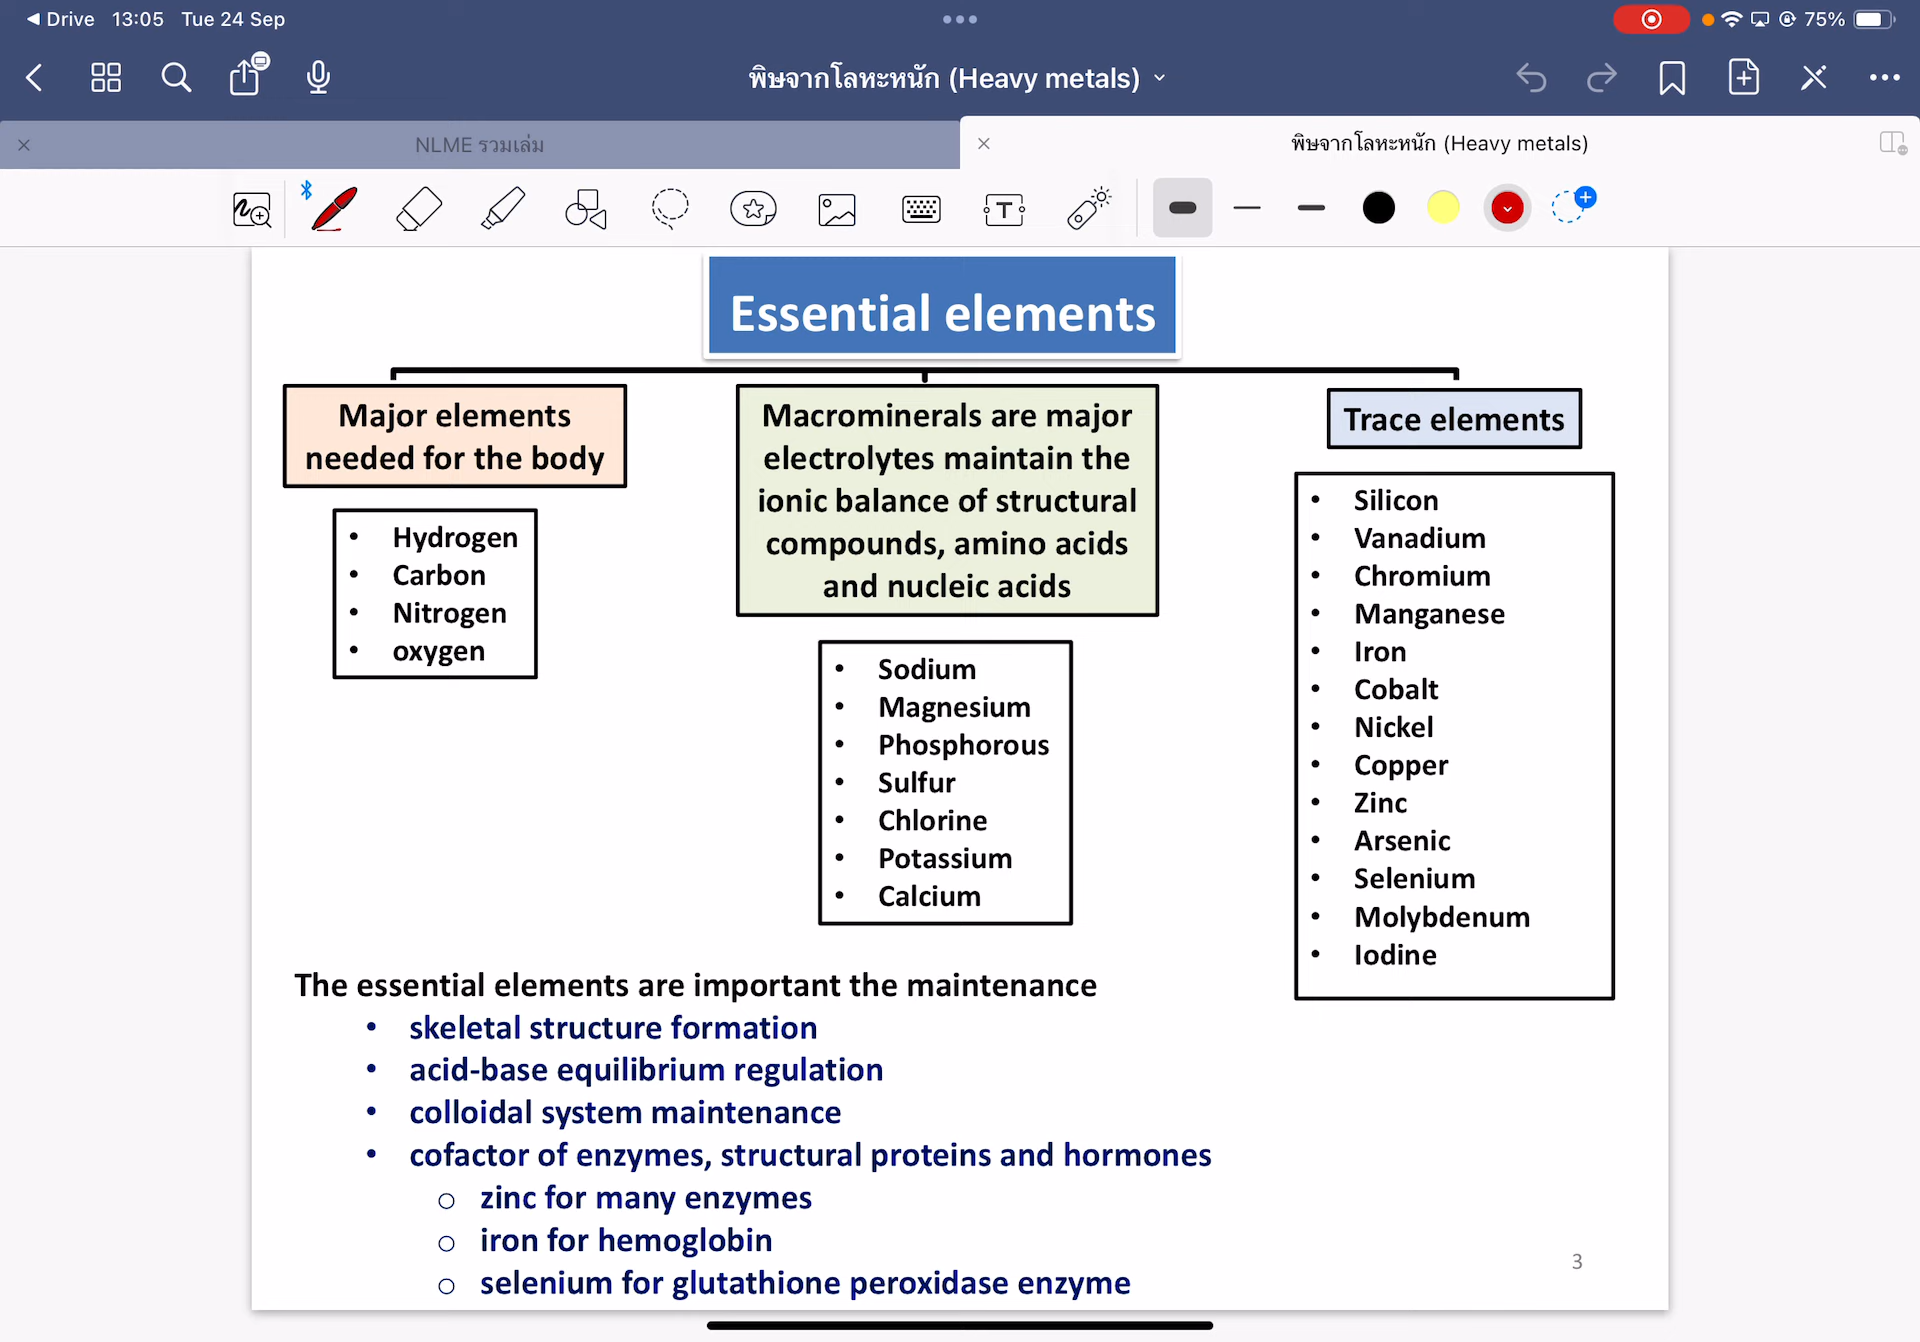 Drive 13:05 Tue 24 Sep
75%
พิษจากโลหะหนัก (Heavy metals)
NLME รวมเล่ม
พิษจากโลหะหนัก (Heavy metals)
T
Essential elements
Major elements
needed for the body
• Hydrogen
• Carbon
• Nitrogen
• oxygen
Macrominerals are major
electrolytes maintain the
ionic balance of structural
compounds, amino acids
and nucleic acids
• Sodium
• Magnesium
• Phosphorous
• Sulfur
• Chlorine
• Potassium
• Calcium
Trace elements
• Silicon
• Vanadium
• Chromium
• Manganese
• Iron
• Cobalt
• Nickel
• Copper
• Zinc
• Arsenic
• Selenium
• Molybdenum
• Iodine
The essential elements are important the maintenance
• skeletal structure formation
• acid-base equilibrium regulation
• colloidal system maintenance
• cofactor of enzymes, structural proteins and hormones
o zinc for many enzymes
o iron for hemoglobin
o selenium for glutathione peroxidase enzyme
3